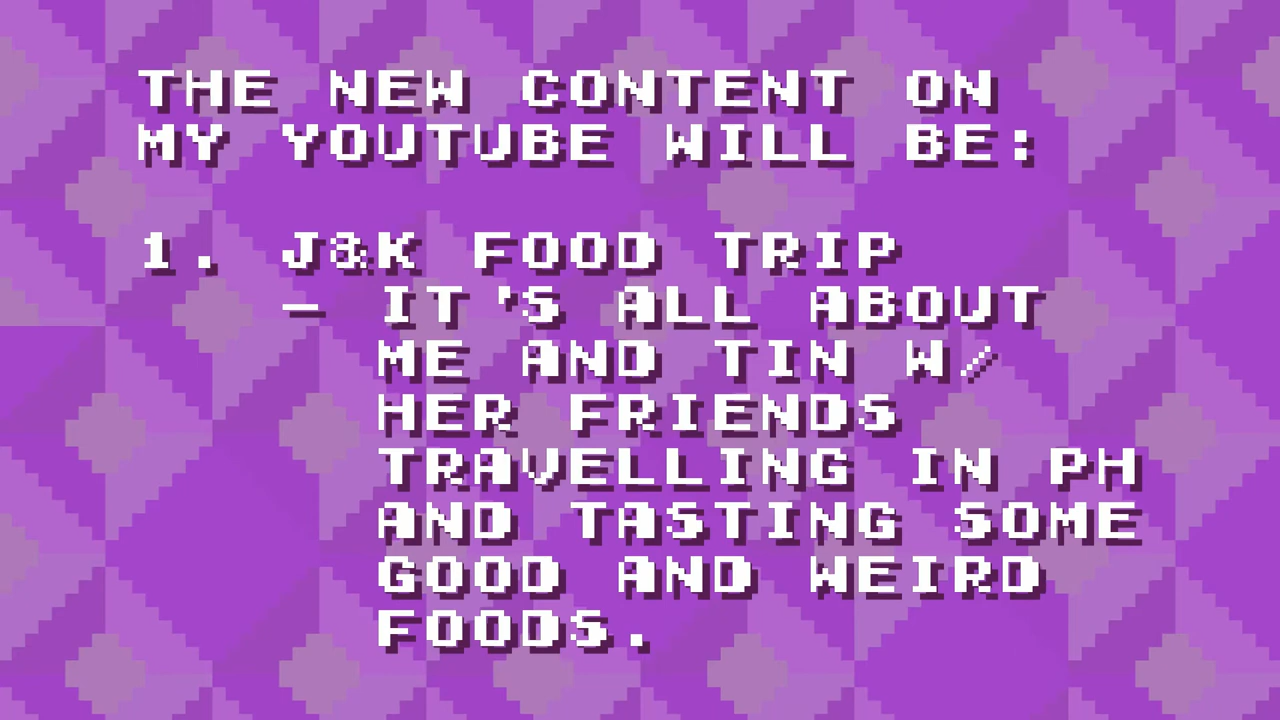 THE NEW CONTENT ON
MY YOUTUBE WILL BE:
1. J&K FOOD TRIP
- IT'S ALL ABOUT
ME AND TIN W/
HER FRIENDS
TRAVELLING IN PH
AND TASTING SOME
GOOD AND WEIRD
FOODS.